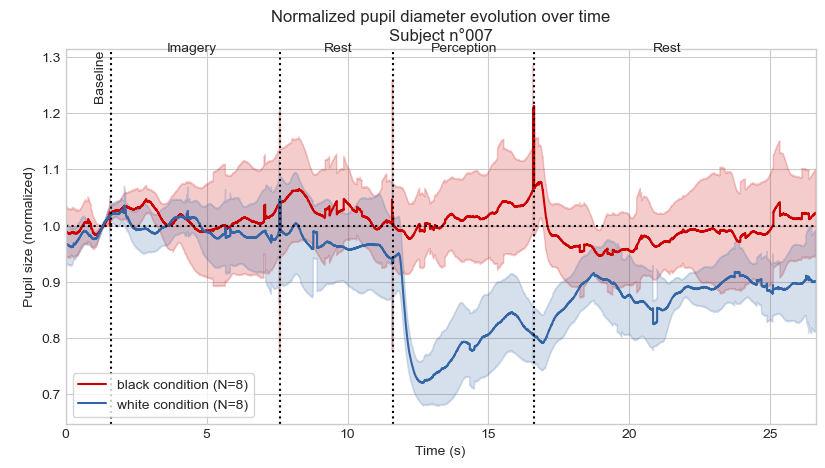 Normalized pupil diameter evolution over time
Subject n°007
Imagery
Rest
Perception
Rest
Baseline
1.3
1.2
1.1
1.0
0.9
0.8
0.7
Pupil size (normalized)
black condition (N=8)
white condition (N=8)
0
5
10
15
20
25
Time (s)